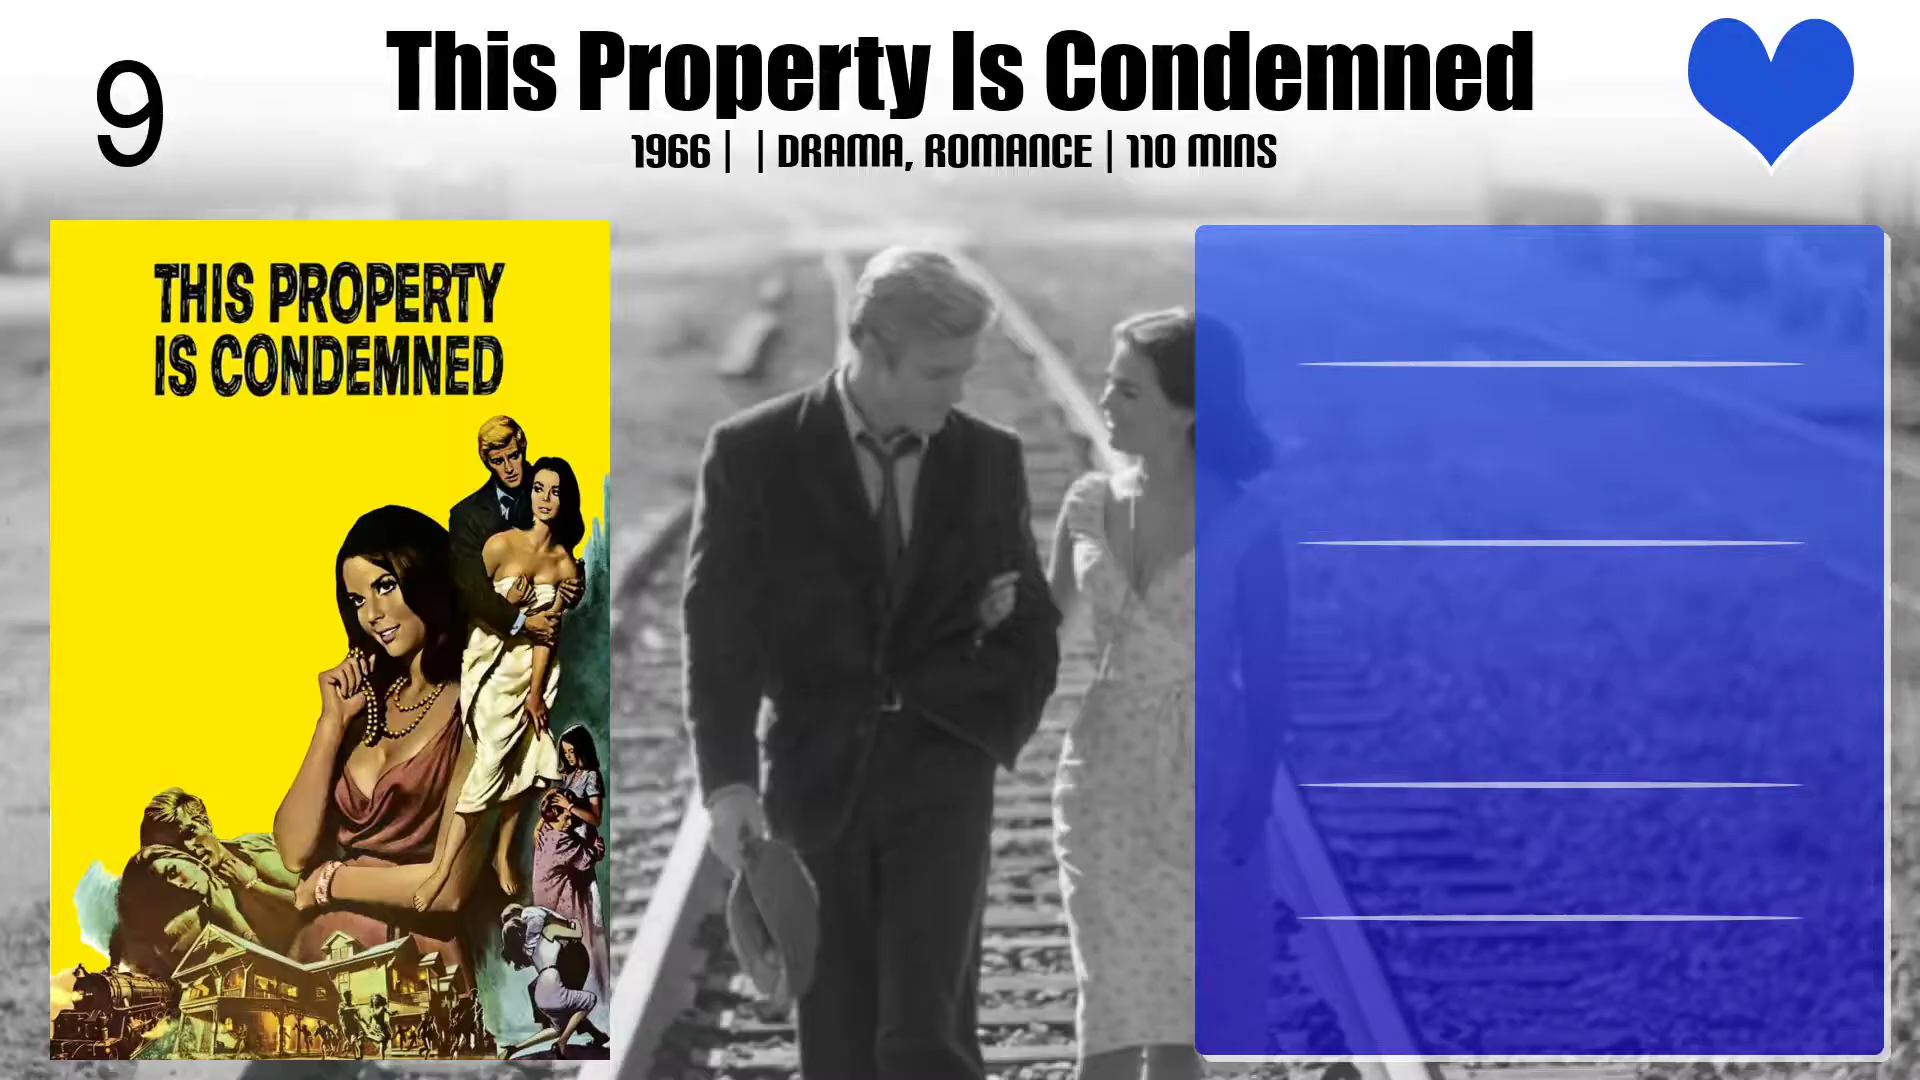 9
This Property Is Condemned
1966 | | DRAMA, ROMANCE | 110 MINS
THIS PROPERTY
IS CONDEMNED